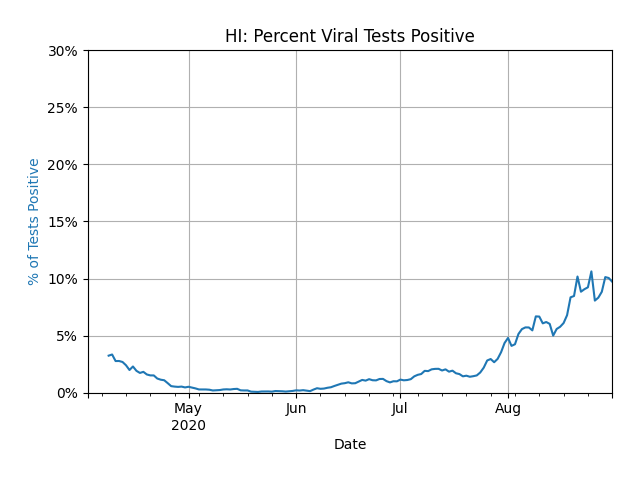 HI: Percent Viral Tests Positive
30%
25%
20%
15%
10%
5%
0%
% of Tests Positive
May
2020
Jun
Jul
Aug
Date